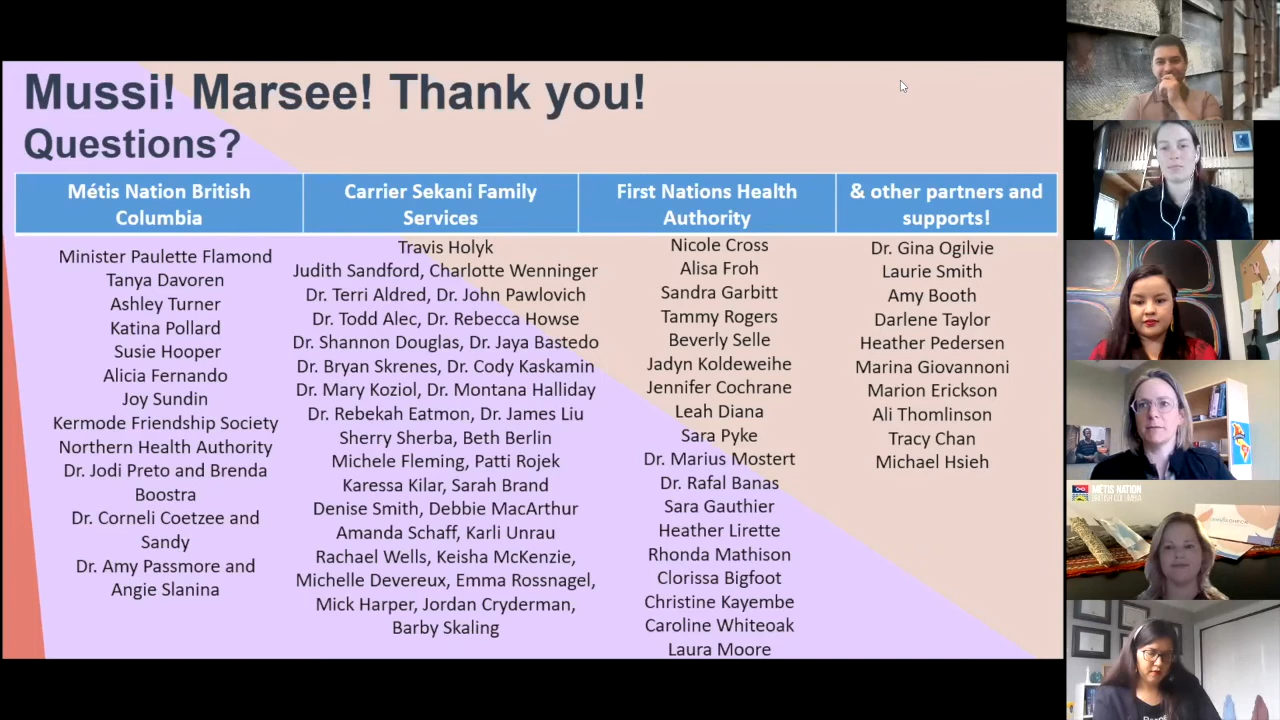 Mussi! Marsee! Thank you!
Questions?
Métis Nation British
Columbia
Minister Paulette Flamond
Tanya Davoren
Ashley Turner
Katina Pollard
Susie Hooper
Alicia Fernando
Joy Sundin
Kermode Friendship Society
Northern Health Authority
Dr. Jodi Preto and Brenda
Boostra
Dr. Corneli Coetzee and
Sandy
Dr. Amy Passmore and
Angie Slanina
Carrier Sekani Family
Services
Travis Holyk
Judith Sandford, Charlotte Wenninger
Dr. Terri Aldred, Dr. John Pawlovich
Dr. Todd Alec, Dr. Rebecca Howse
Dr. Shannon Douglas, Dr. Jaya Bastedo
Dr. Bryan Skrenes, Dr. Cody Kaskamin
Dr. Mary Koziol, Dr. Montana Halliday
Dr. Rebekah Eatmon, Dr. James Liu
Sherry Sherba, Beth Berlin
Michele Fleming, Patti Rojek
Karessa Kilar, Sarah Brand
Denise Smith, Debbie MacArthur
Amanda Schaff, Karli Unrau
Rachael Wells, Keisha McKenzie,
Michelle Devereux, Emma Rossnagel,
Mick Harper, Jordan Cryderman,
Barby Skaling
First Nations Health
Authority
Nicole Cross
Alisa Froh
Sandra Garbitt
Tammy Rogers
Beverly Selle
Jadyn Koldeweihe
Jennifer Cochrane
Leah Diana
Sara Pyke
Dr. Marius Mostert
Dr. Rafal Banas
Sara Gauthier
Heather Lirette
Rhonda Mathison
Clorissa Bigfoot
Christine Kayembe
Caroline Whiteoak
Laura Moore
& other partners and
supports!
Dr. Gina Ogilvie
Laurie Smith
Amy Booth
Darlene Taylor
Heather Pedersen
Marina Giovannoni
Marion Erickson
Ali Thomlinson
Tracy Chan
Michael Hsieh
MÉTIS NATION
BRITISH COLUMBIA